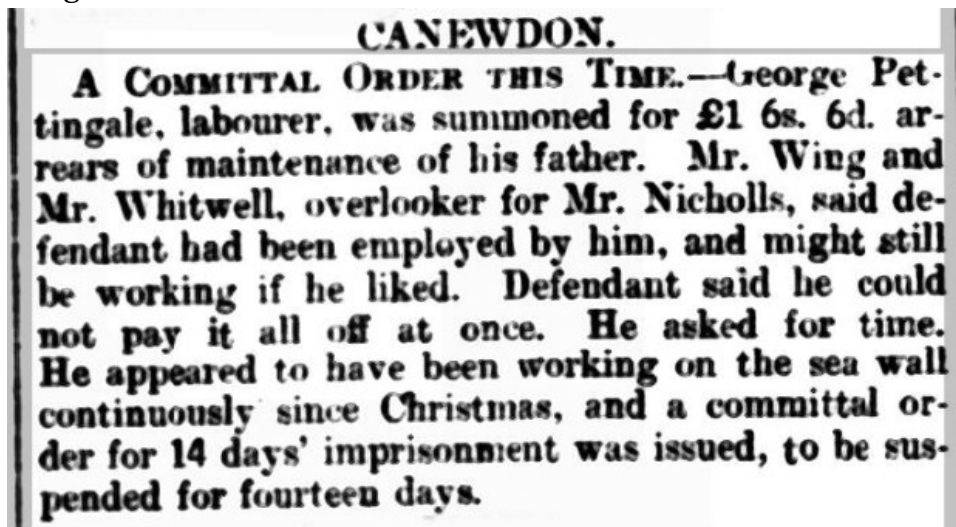 CANEWDON.
A COMMITTAL ORDER THIS TIME.—George Pet-
tingale, labourer, was summoned for £1 6s. 6d. ar-
rears of maintenance of his father. Mr. Wing and
Mr. Whitwell, overlooker for Mr. Nicholls, said de-
fendant had been employed by him, and might still
be working if he liked. Defendant said he could
not pay it all off at once. He asked for time.
He appeared to have been working on the sea wall
continuously since Christmas, and a committal or-
der for 14 days' imprisonment was issued, to be sus-
pended for fourteen days.